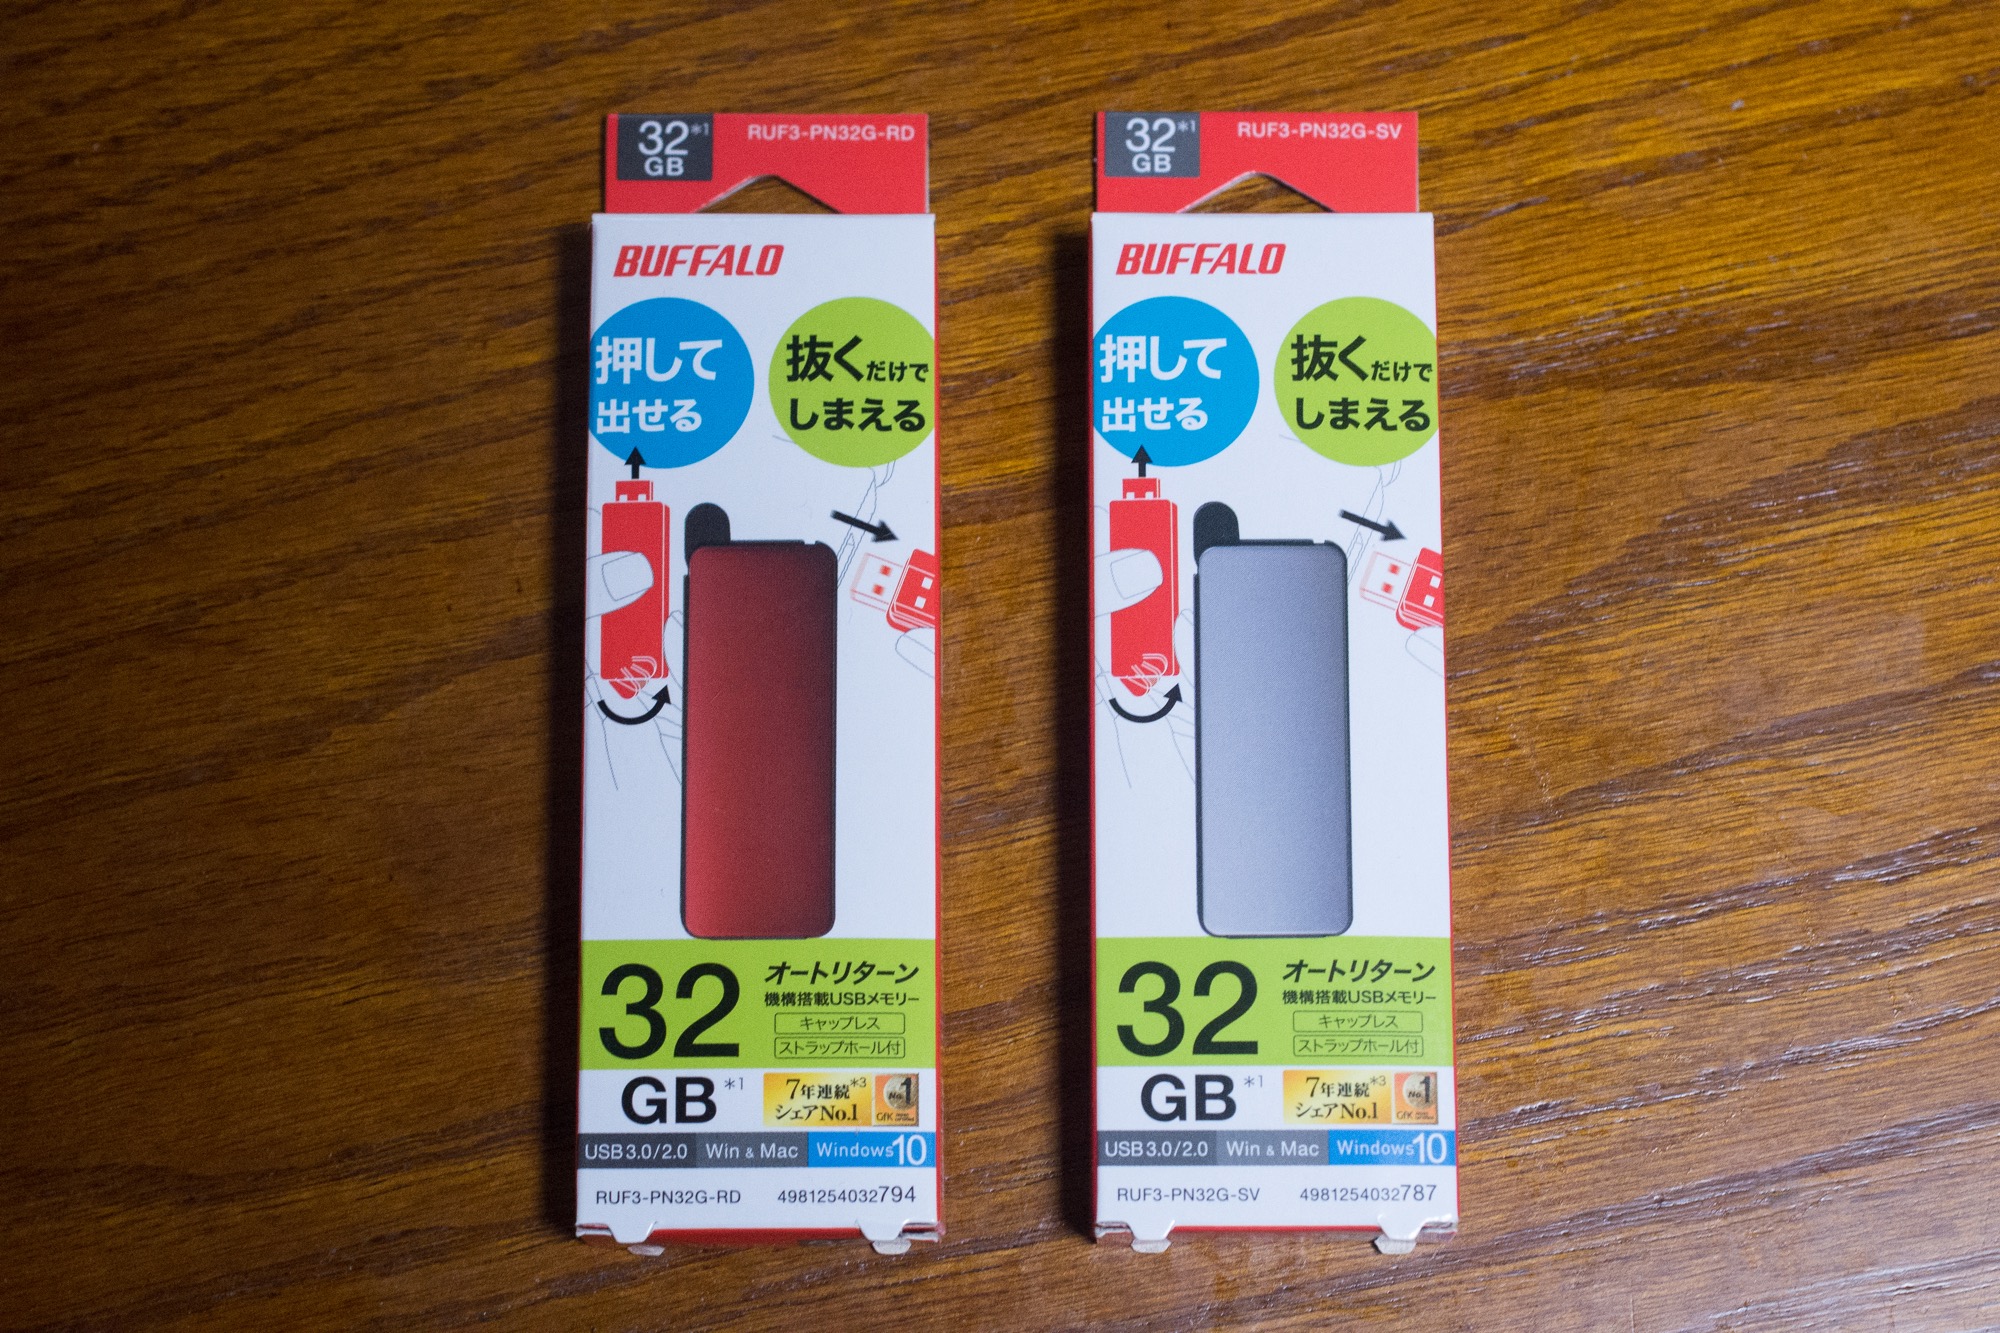 32*1
GB
RUF3-PN32G-RD
BUFFALO
押して
出せる
抜くだけで
しまえる
32
GB*1
オートリターン
機構搭載USBメモリー
キャップレス
ストラップホール付
7年連続*3
シェアNo.1
No.1
GfK
USB3.0/2.0
Win & Mac
Windows10
RUF3-PN32G-RD
4981254032794
32*1
GB
RUF3-PN32G-SV
BUFFALO
押して
出せる
抜くだけで
しまえる
32
GB*1
オートリターン
機構搭載USBメモリー
キャップレス
ストラップホール付
7年連続*3
シェアNo.1
No.1
GfK
USB3.0/2.0
Win & Mac
Windows10
RUF3-PN32G-SV
4981254032787